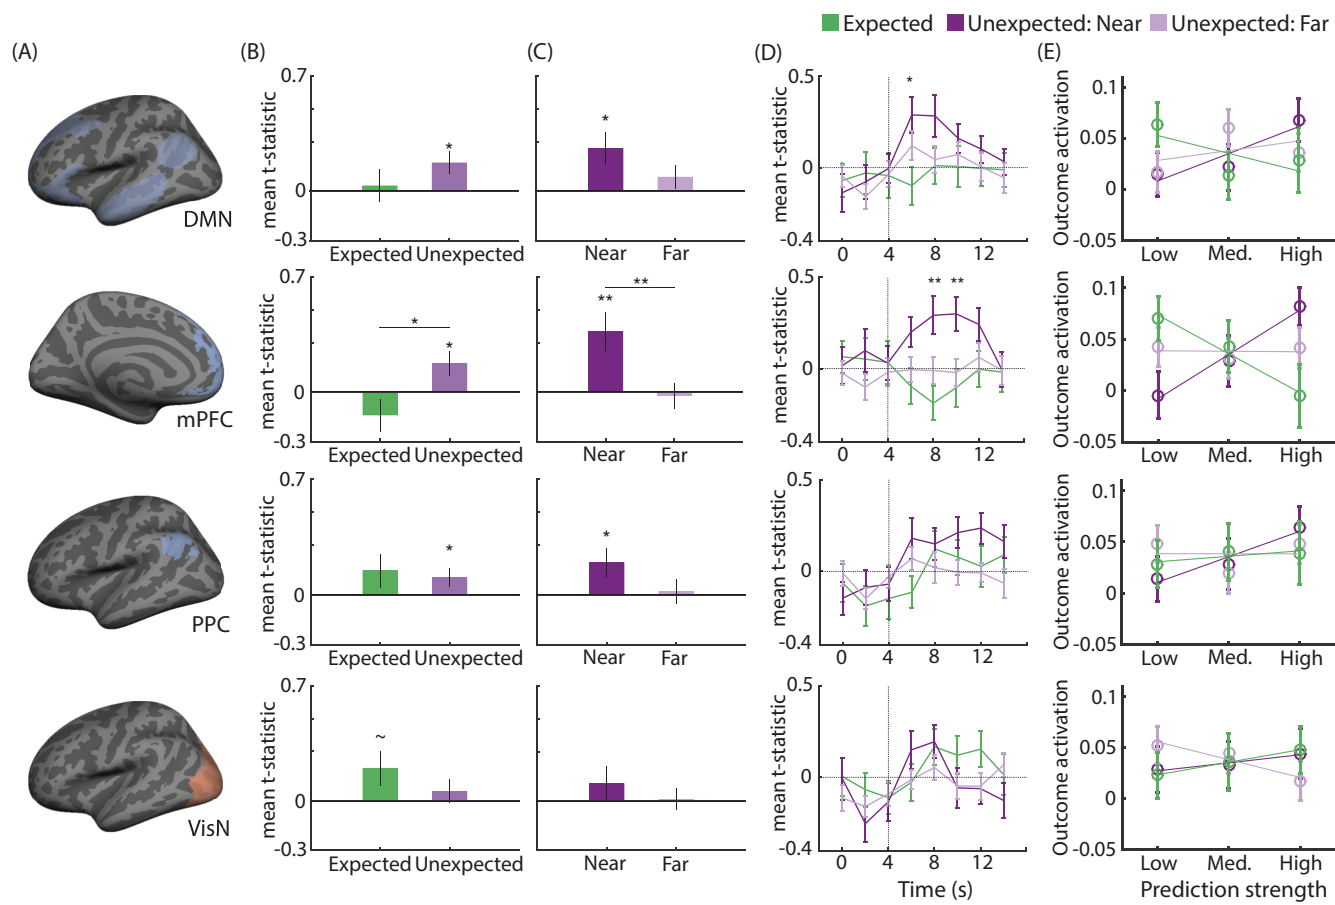 Expected Unexpected: Near Unexpected: Far
(A) (B) (C) (D) (E)
0.7 0.5 0.1
mean t-statistic mean t-statistic Outcome activation
* * *
0.05
0 0 0
DMN
-0.3 -0.4 -0.05
Expected Unexpected Near Far 0 4 8 12 Low Med. High
0.7 0.5 0.1
mean t-statistic mean t-statistic Outcome activation
* * ** ** ** **
0.05
0 0 0
mPFC
-0.3 -0.4 -0.05
Expected Unexpected Near Far 0 4 8 12 Low Med. High
0.7 0.5 0.1
mean t-statistic mean t-statistic Outcome activation
* *
0.05
0 0 0
PPC
-0.3 -0.4 -0.05
Expected Unexpected Near Far 0 4 8 12 Low Med. High
0.7 0.5 0.1
mean t-statistic mean t-statistic Outcome activation
~
0.05
0 0 0
VisN
-0.3 -0.4 -0.05
Expected Unexpected Near Far 0 4 8 12 Low Med. High
Time (s) Prediction strength